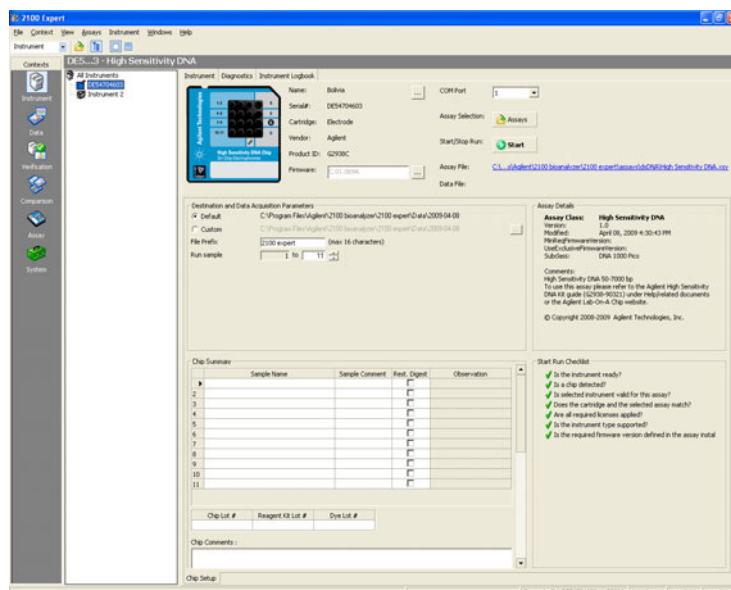 2100 Expert
File Context View Assays Instrument Windows Help
Instrument
Contexts
DE5...3 - High Sensitivity DNA
Instrument
Data
Verification
Comparison
Assay
System
All Instruments
DE54704603
Instrument 2
Instrument Diagnostics Instrument Logbook
Agilent Technologies
High Sensitivity DNA Chip
Name: Bolivia ...
Serial#: DE54704603
Cartridge: Electrode
Vendor: Agilent
Product ID: G2938C
Firmware: C.01.069A ...
COM Port 1
Assay Selection: Assays
Start/Stop Run: Start
Assay File: C:\...s\Agilent\2100 bioanalyzer\2100 expert\assays\dsDNA\High Sensitivity DNA.xsy
Data File:
Destination and Data Acquisition Parameters
Default C:\Program Files\Agilent\2100 bioanalyzer\2100 expert\Data\2009-04-08
Custom C:\Program Files\Agilent\2100 bioanalyzer\2100 expert\Data\2009-04-08 ...
File Prefix 2100 expert (max 16 characters)
Run sample 1 to 11
Assay Details
Assay Class: High Sensitivity DNA
Version: 1.0
Modified: April 08, 2009 4:30:43 PM
MinReqFirmwareVersion:
UseExclusiveFirmwareVersion:
Subclass: DNA 1000 Pico
Comments:
High Sensitivity DNA 50-7000 bp
To use this assay please refer to the Agilent High Sensitivity
DNA Kit guide (G2938-90321) under Help/related documents
or the Agilent Lab-On-A Chip website.
© Copyright 2008-2009 Agilent Technologies, Inc.
Chip Summary
Sample Name Sample Comment Rest. Digest Observation
2
3
4
5
6
7
8
9
10
11
Chip Lot # Reagent Kit Lot # Dye Lot #
Chip Comments :
Chip Setup
Start Run Checklist
Is the instrument ready?
Is a chip detected?
Is selected instrument valid for this assay?
Does the cartridge and the selected assay match?
Are all required licenses applied?
Is the instrument type supported?
Is the required firmware version defined in the assay instal